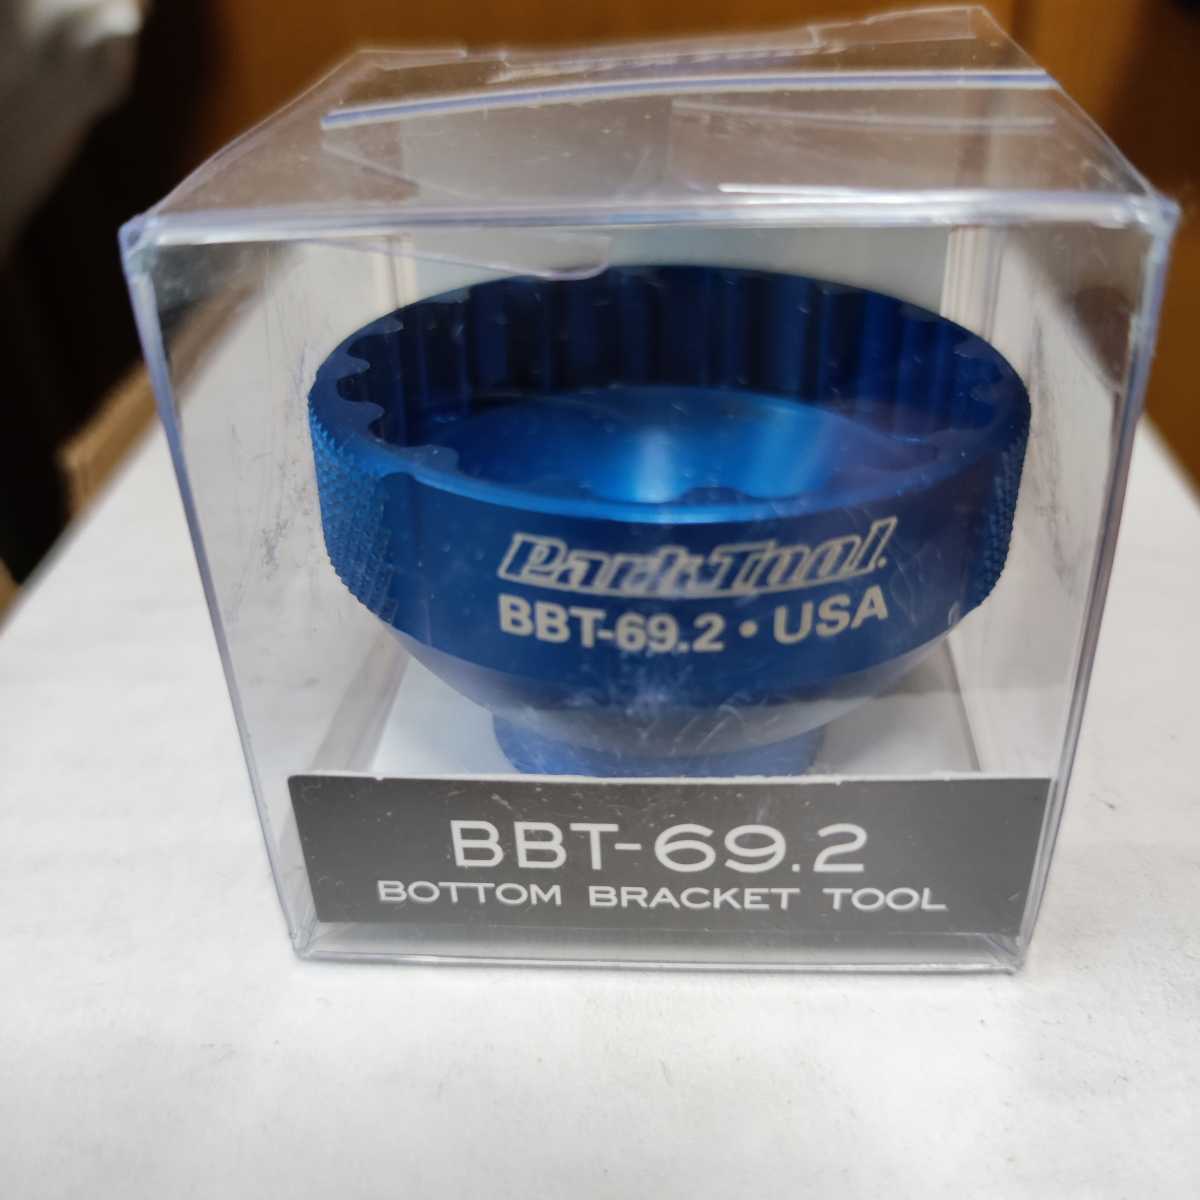 ParkTool
BBT-69.2 • USA
BBT-69.2
BOTTOM BRACKET TOOL